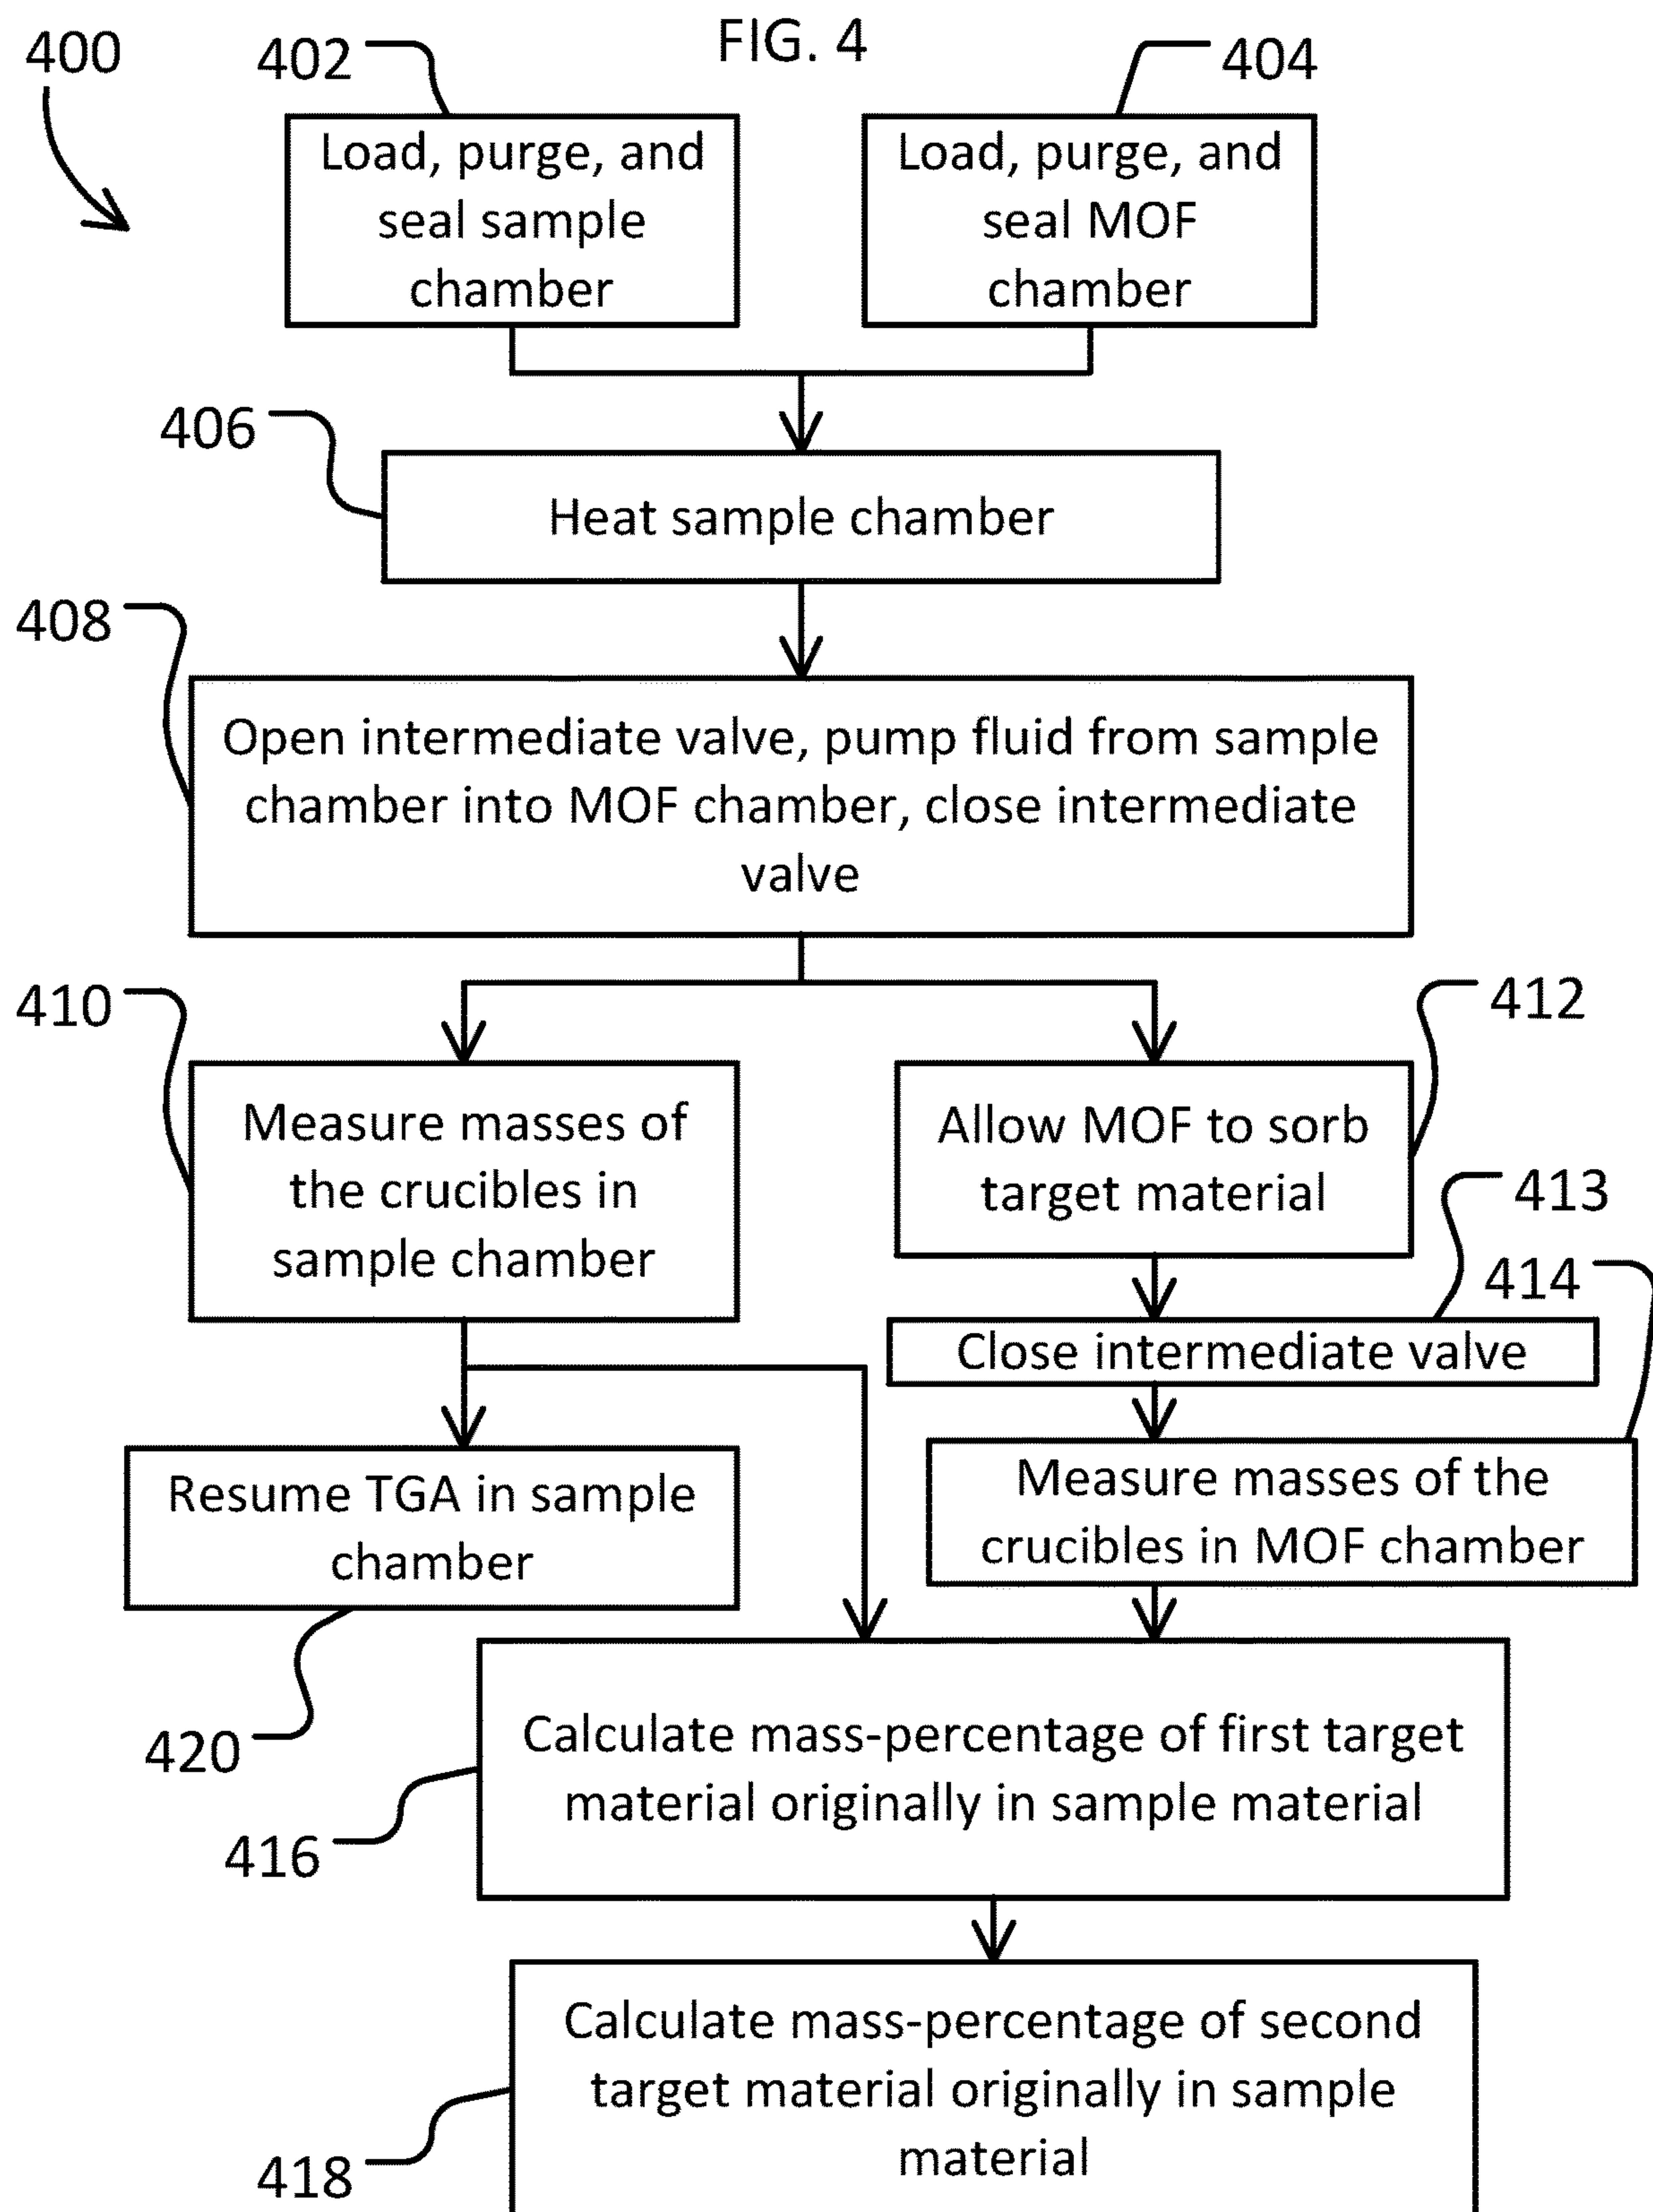 FIG. 4
400
402
404
Load, purge, and
seal sample
chamber
Load, purge, and
seal MOF
chamber
406
Heat sample chamber
408
Open intermediate valve, pump fluid from sample
chamber into MOF chamber, close intermediate
valve
410
412
Measure masses of
the crucibles in
sample chamber
Allow MOF to sorb
target material
413
414
Close intermediate valve
Resume TGA in sample
chamber
Measure masses of the
crucibles in MOF chamber
420
416
Calculate mass-percentage of first target
material originally in sample material
418
Calculate mass-percentage of second
target material originally in sample
material